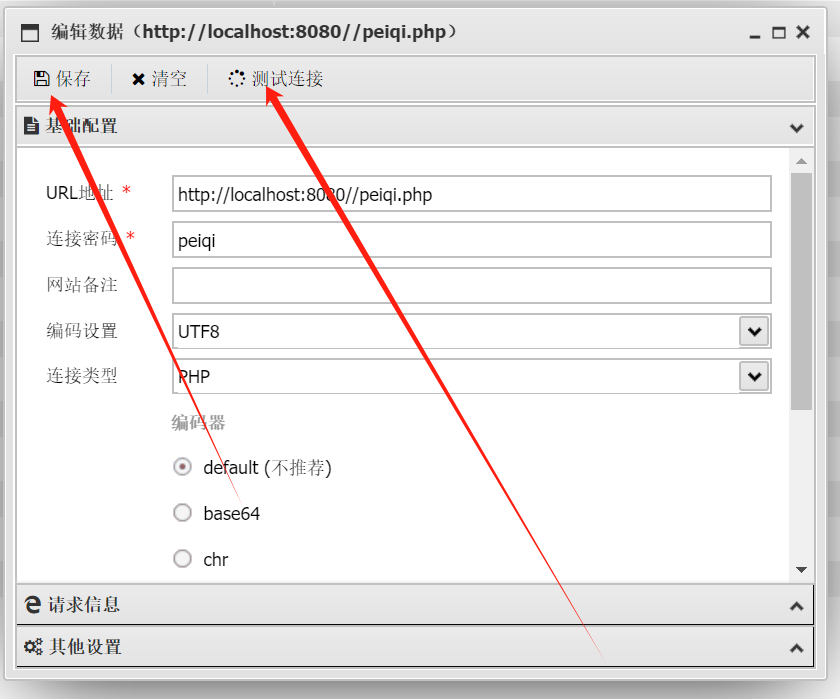 编辑数据（http://localhost:8080//peiqi.php）
保存 清空 测试连接
基础配置
URL地址 * http://localhost:8080//peiqi.php
连接密码 * peiqi
网站备注
编码设置 UTF8
连接类型 PHP
编码器
default (不推荐)
base64
chr
请求信息
其他设置